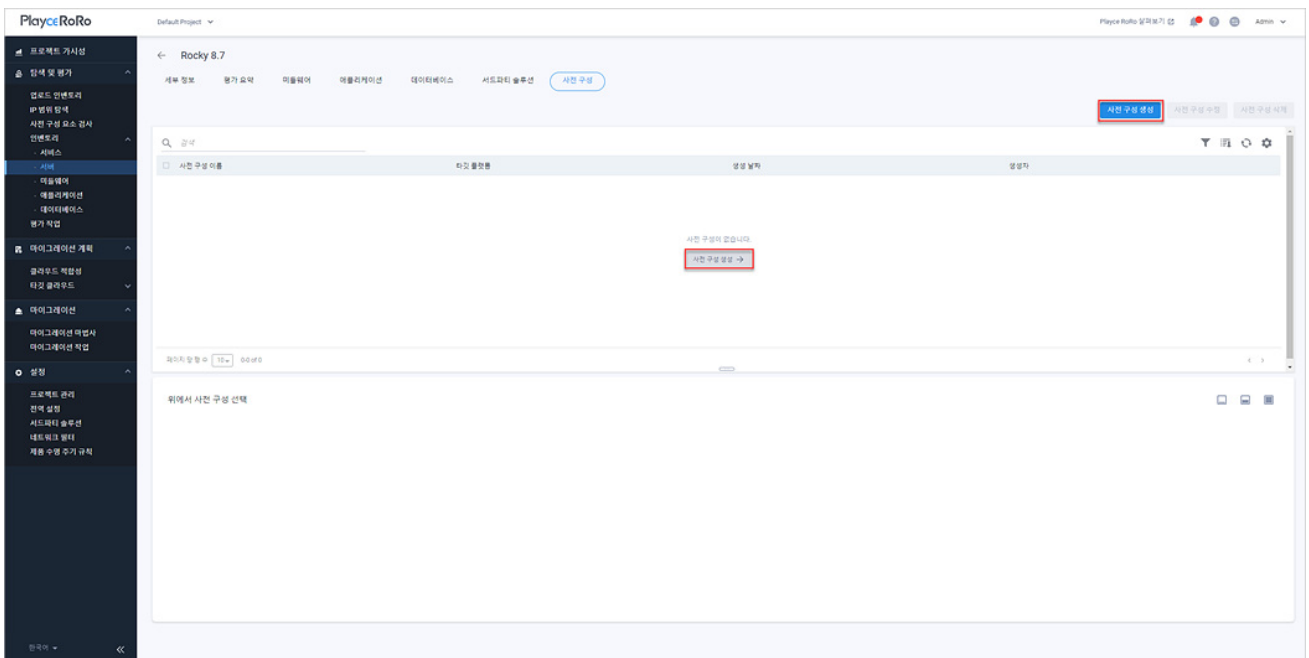 PlayceRoRo
Default Project
Playce RoRo 살펴보기
Admin
프로젝트 가시성
탐색 및 평가
업로드 인벤토리
IP 범위 탐색
사전 구성 요소 검사
인벤토리
- 서비스
- 서버
- 미들웨어
- 애플리케이션
- 데이터베이스
평가 작업
마이그레이션 계획
클라우드 적합성
타깃 클라우드
마이그레이션
마이그레이션 마법사
마이그레이션 작업
설정
프로젝트 관리
전역 설정
서드파티 솔루션
네트워크 필터
제품 수명 주기 규칙
한국어
← Rocky 8.7
세부 정보 평가 요약 미들웨어 애플리케이션 데이터베이스 서드파티 솔루션 사전 구성
사전 구성 생성 사전 구성 수정 사전 구성 삭제
검색
사전 구성 이름 타깃 플랫폼 생성 날짜 생성자
사전 구성이 없습니다.
사전 구성 생성 →
페이지 당 행 수 10 0-0 of 0
위에서 사전 구성 선택